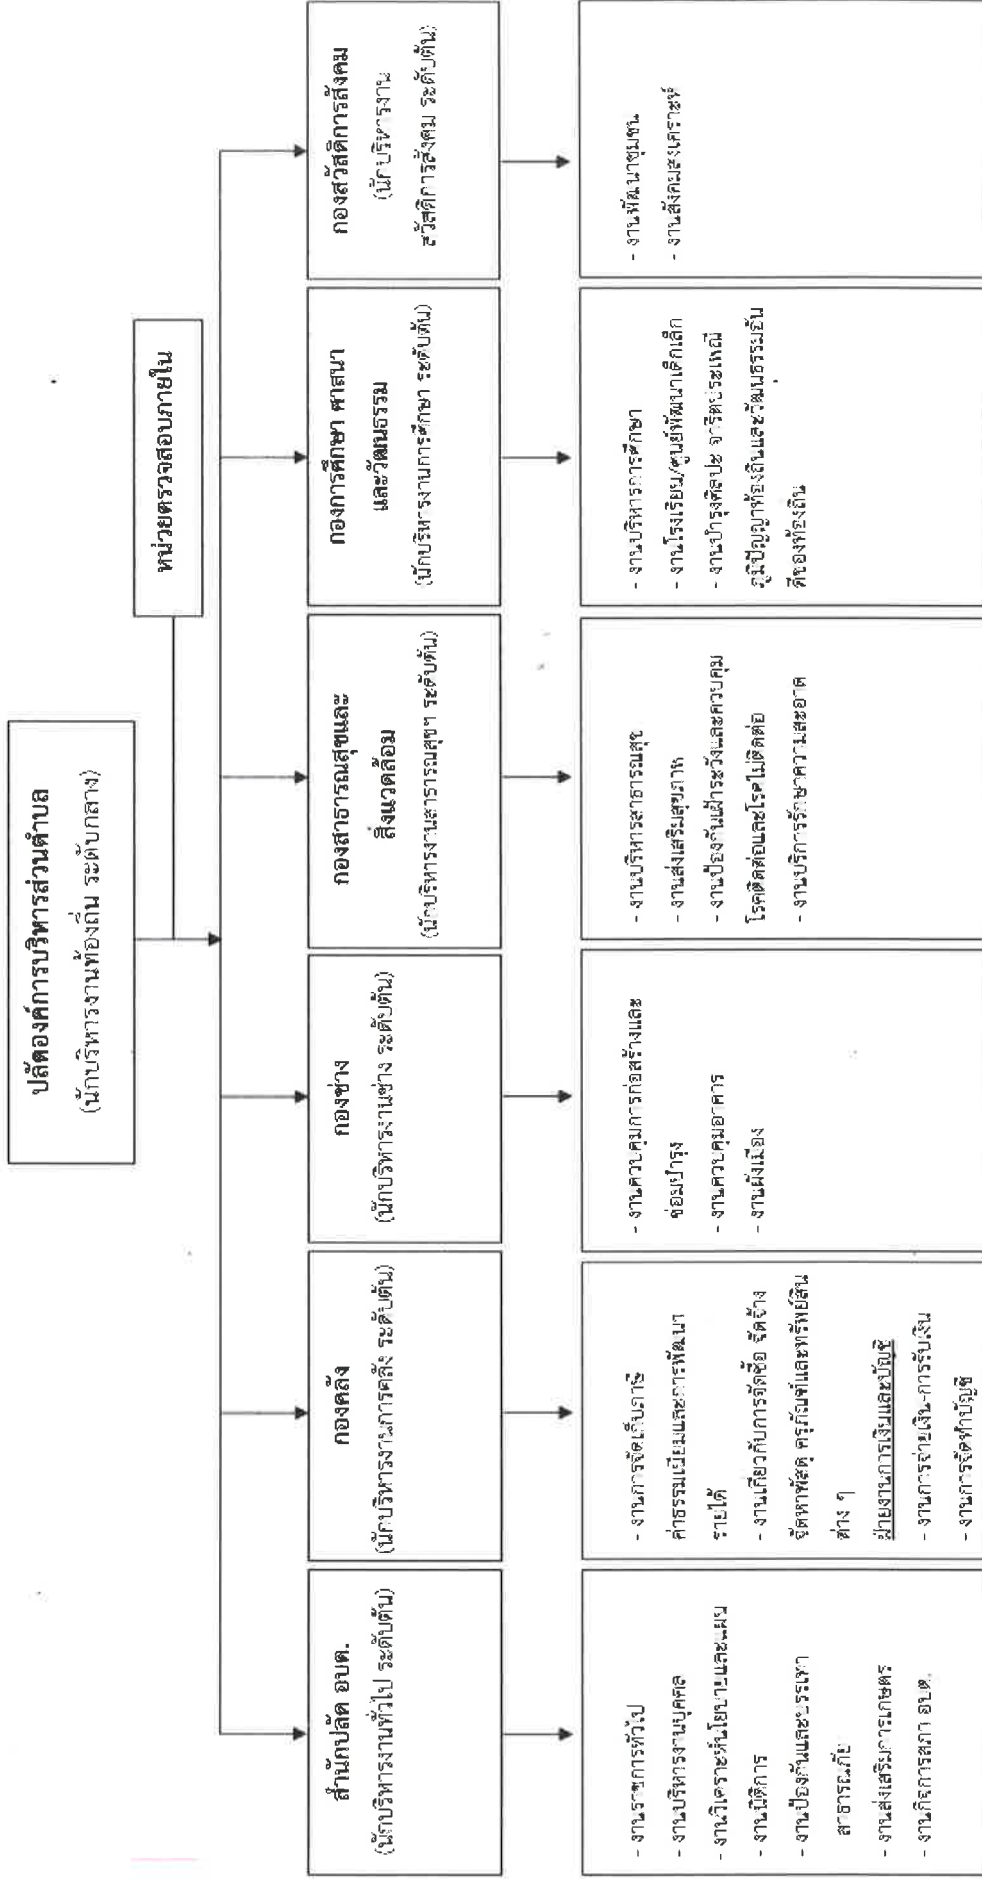 ปลัดองค์การบริหารส่วนตำบล
(นักบริหารงานท้องถิ่น ระดับกลาง)
หน่วยตรวจสอบภายใน
สำนักปลัด อบต.
(นักบริหารงานทั่วไป ระดับต้น)
กองคลัง
(นักบริหารงานการคลัง ระดับต้น)
กองช่าง
(นักบริหารงานช่าง ระดับต้น)
กองสาธารณสุขและ
สิ่งแวดล้อม
(นักบริหารงานสาธารณสุขฯ ระดับต้น)
กองการศึกษา ศาสนา
และวัฒนธรรม
(นักบริหารงานการศึกษา ระดับต้น)
กองสวัสดิการสังคม
(นักบริหารงาน
สวัสดิการสังคม ระดับต้น)
- งานราชการทั่วไป
- งานบริหารงานบุคคล
- งานวิเคราะห์นโยบายและแผน
- งานนิติการ
- งานป้องกันและบรรเทา
สาธารณภัย
- งานส่งเสริมการเกษตร
- งานกิจการสภา อบต.
- งานการจัดเก็บภาษี
ค่าธรรมเนียมและการพัฒนา
รายได้
- งานเกี่ยวกับการจัดซื้อ จัดจ้าง
จัดหาพัสดุ ครุภัณฑ์และทรัพย์สิน
ต่าง ๆ
ฝ่ายงานการเงินและบัญชี
- งานการจ่ายเงิน-การรับเงิน
- งานการจัดทำบัญชี
- งานควบคุมการก่อสร้างและ
ซ่อมบำรุง
- งานควบคุมอาคาร
- งานผังเมือง
- งานบริหารสาธารณสุข
- งานส่งเสริมสุขภาพ
- งานป้องกันเฝ้าระวังและควบคุม
โรคติดต่อและโรคไม่ติดต่อ
- งานบริการรักษาความสะอาด
- งานบริหารการศึกษา
- งานโรงเรียน/ศูนย์พัฒนาเด็กเล็ก
- งานบำรุงศิลปะ จารีตประเพณี
ภูมิปัญญาท้องถิ่นและวัฒนธรรมอัน
ดีของท้องถิ่น
- งานพัฒนาชุมชน
- งานสังคมสงเคราะห์